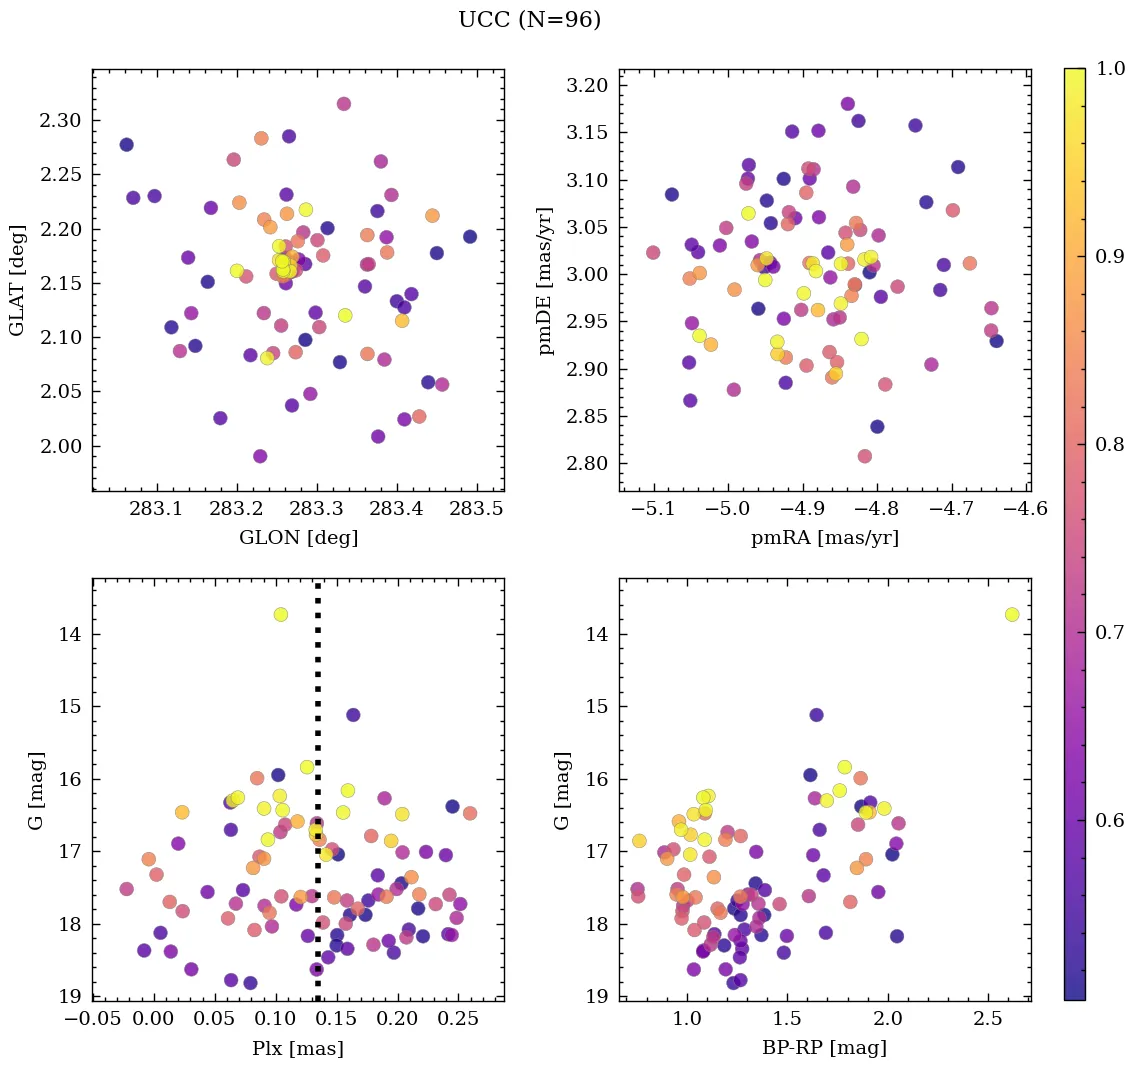 UCC (N=96)
2.30
2.25
2.20
2.15
2.10
2.05
2.00
GLAT [deg]
283.1 283.2 283.3 283.4 283.5
GLON [deg]
3.20
3.15
3.10
3.05
3.00
2.95
2.90
2.85
2.80
pmDE [mas/yr]
−5.1 −5.0 −4.9 −4.8 −4.7 −4.6
pmRA [mas/yr]
14
15
16
17
18
19
G [mag]
−0.05 0.00 0.05 0.10 0.15 0.20 0.25
Plx [mas]
14
15
16
17
18
19
G [mag]
1.0 1.5 2.0 2.5
BP-RP [mag]
1.0
0.9
0.8
0.7
0.6